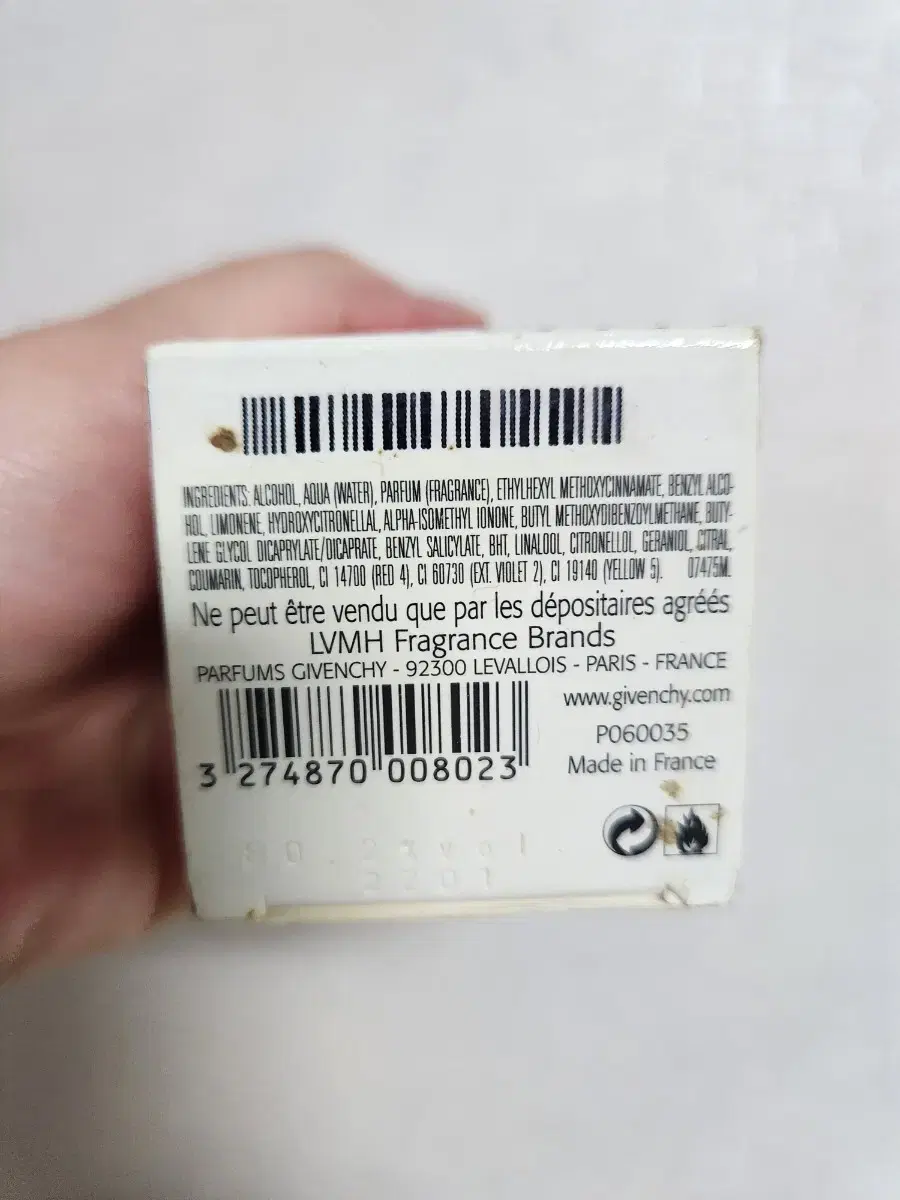 INGREDIENTS: ALCOHOL, AQUA (WATER), PARFUM (FRAGRANCE), ETHYLHEXYL METHOXYCINNAMATE, BENZYL ALCO-
HOL, LIMONENE, HYDROXYCITRONELLAL, ALPHA-ISOMETHYL IONONE, BUTYL METHOXYDIBENZOYLMETHANE, BUTY-
LENE GLYCOL DICAPRYLATE/DICAPRATE, BENZYL SALICYLATE, BHT, LINALOOL, CITRONELLOL, GERANIOL, CITRAL,
COUMARIN, TOCOPHEROL, CI 14700 (RED 4), CI 60730 (EXT. VIOLET 2), CI 19140 (YELLOW 5). 07475M.
Ne peut être vendu que par les dépositaires agréés
LVMH Fragrance Brands
PARFUMS GIVENCHY - 92300 LEVALLOIS - PARIS - FRANCE
www.givenchy.com
P060035
Made in France
3 274870 008023